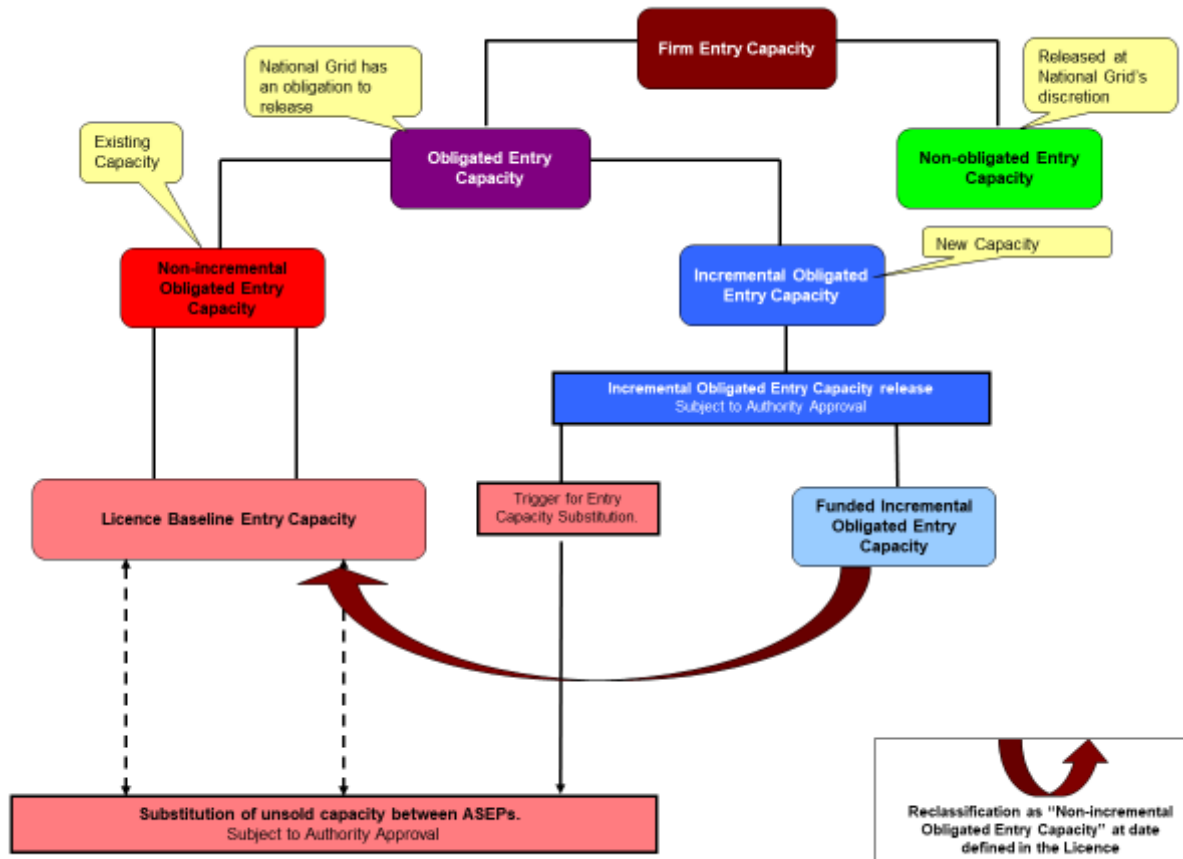 Firm Entry Capacity
National Grid has
an obligation to
release
Released at
National Grid's
discretion
Existing
Capacity
Obligated Entry
Capacity
Non-obligated Entry
Capacity
New Capacity
Non-incremental
Obligated Entry
Capacity
Incremental Obligated
Entry Capacity
Incremental Obligated Entry Capacity release
Subject to Authority Approval
Licence Baseline Entry Capacity
Trigger for Entry
Capacity Substitution.
Funded Incremental
Obligated Entry
Capacity
Substitution of unsold capacity between ASEPs.
Subject to Authority Approval
Reclassification as “Non-incremental
Obligated Entry Capacity” at date
defined in the Licence